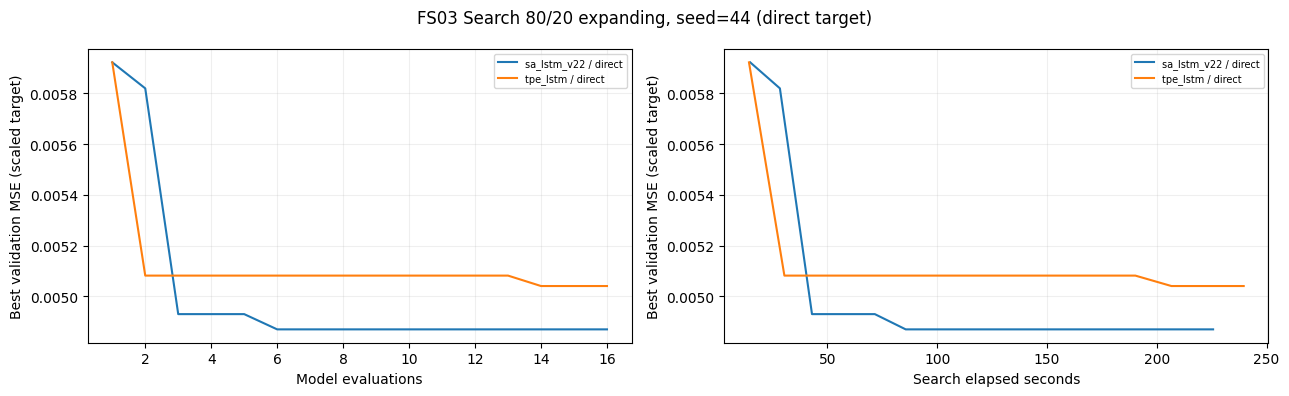 FS03 Search 80/20 expanding, seed=44 (direct target)
Best validation MSE (scaled target)
0.0058
0.0056
0.0054
0.0052
0.0050
sa_lstm_v22 / direct
tpe_lstm / direct
2 4 6 8 10 12 14 16
Model evaluations
Best validation MSE (scaled target)
0.0058
0.0056
0.0054
0.0052
0.0050
sa_lstm_v22 / direct
tpe_lstm / direct
50 100 150 200 250
Search elapsed seconds